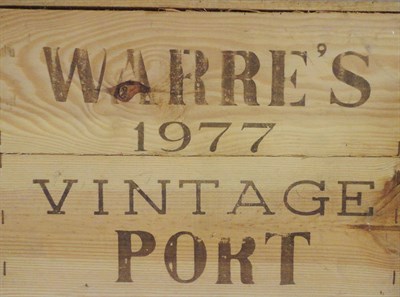 WARRE'S
1977
VINTAGE
PORT